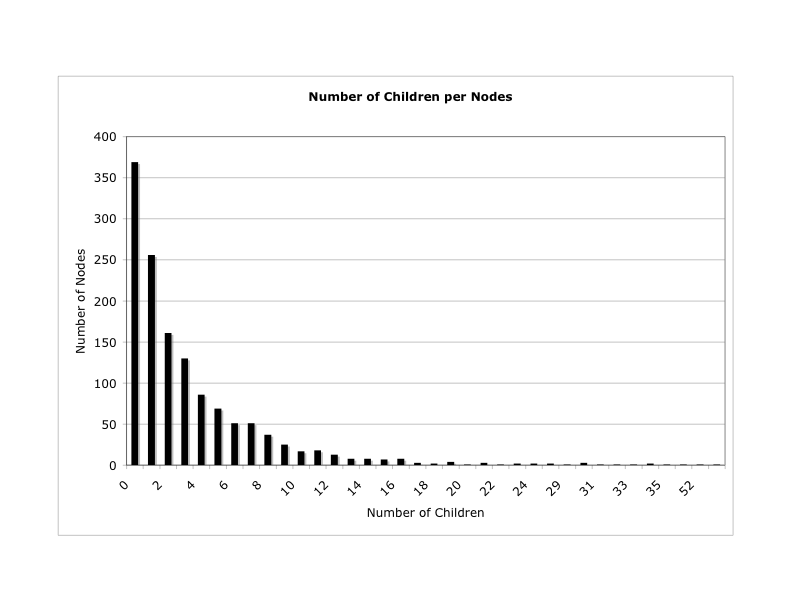 Number of Children per Nodes
400
350
300
250
200
150
100
50
0
Number of Nodes
0 2 4 6 8 10 12 14 16 18 20 22 24 29 31 33 35 52
Number of Children